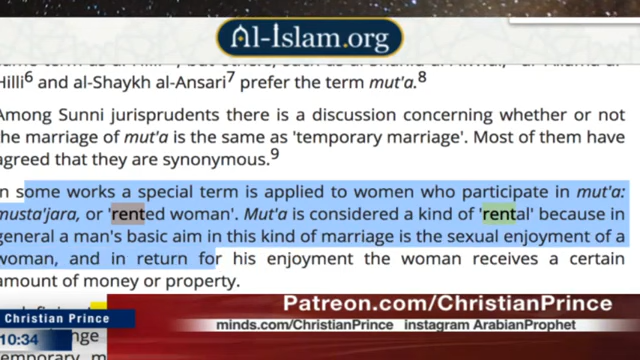 Al-Islam.org
Hilli6 and al-Shaykh al-Ansari7 prefer the term mut'a.8
Among Sunni jurisprudents there is a discussion concerning whether or not
the marriage of mut'a is the same as 'temporary marriage'. Most of them have
agreed that they are synonymous.9
In some works a special term is applied to women who participate in mut'a:
musta'jara, or 'rented woman'. Mut'a is considered a kind of 'rental' because in
general a man's basic aim in this kind of marriage is the sexual enjoyment of a
woman, and in return for his enjoyment the woman receives a certain
amount of money or property.
Patreon.com/ChristianPrince
Christian Prince
minds.com/ChristianPrince instagram ArabianProphet
10:34
temporary m